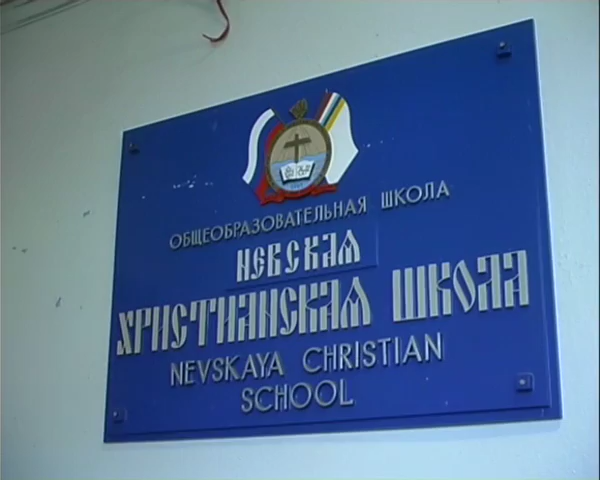 ОБЩЕОБРАЗОВАТЕЛЬНАЯ ШКОЛА
НЕВСКАЯ
ХРИСТИАНСКАЯ ШКОЛА
NEVSKAYA CHRISTIAN
SCHOOL